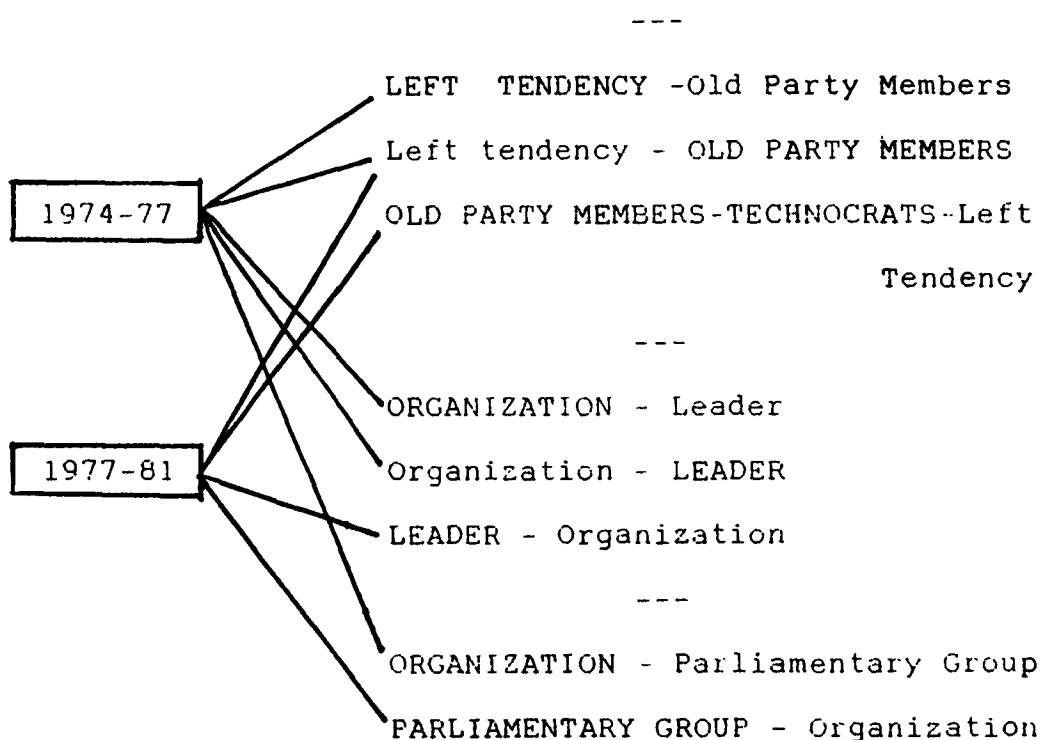 ---
LEFT TENDENCY -Old Party Members
Left tendency - OLD PARTY MEMBERS
1974-77
OLD PARTY MEMBERS-TECHNOCRATS-Left
Tendency
---
ORGANIZATION - Leader
1977-81
Organization - LEADER
LEADER - Organization
---
ORGANIZATION - Parliamentary Group
PARLIAMENTARY GROUP - Organization